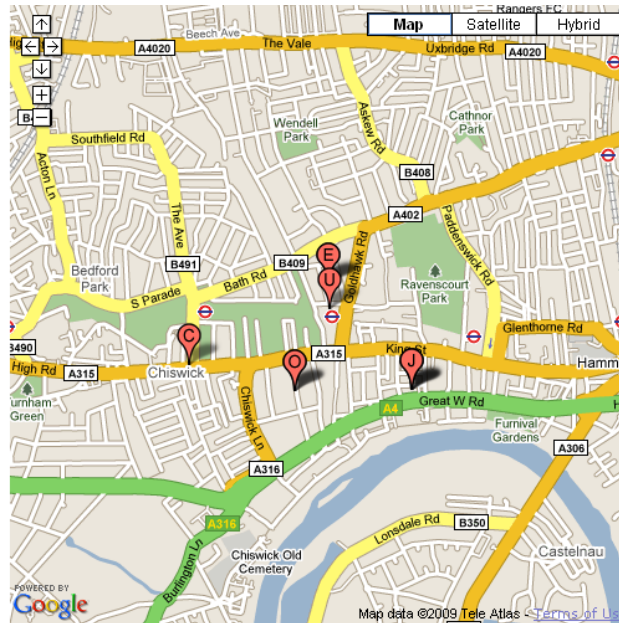 Rangers FC
Map
Satellite
Hybrid
High Rd
A4020
Beech Ave
The Vale
Uxbridge Rd
A4020
Southfield Rd
Wendell
Park
Askew Rd
Cathnor
Park
B408
Acton Ln
The Ave
A402
Paddenswick Rd
B491
B409
Goldhawk Rd
Bedford
Park
S Parade
Bath Rd
E
U
Ravenscourt
Park
B490
C
A315
King St
Glenthorne Rd
High Rd
A315
Chiswick
O
J
Hamm
Turnham
Green
Chiswick Ln
A4
Great W Rd
H
Furnival
Gardens
A316
A306
A316
Lonsdale Rd
B350
Burlington Ln
Chiswick Old
Cemetery
Castelnau
POWERED BY
Google
Map data ©2009 Tele Atlas - Terms of Us